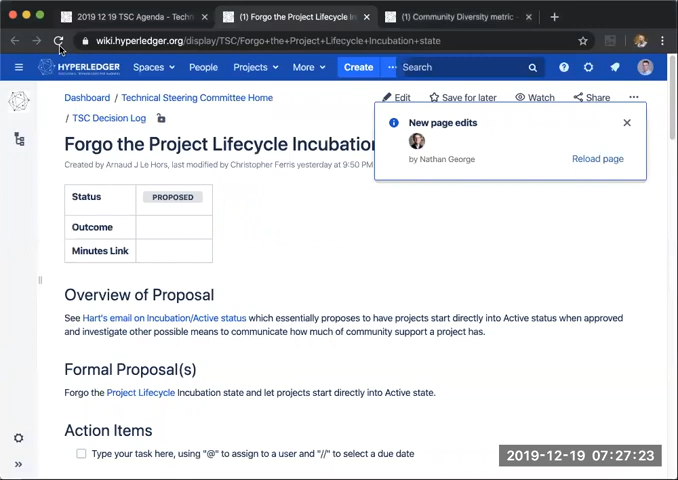 2019 12 19 TSC Agenda - Techn
(1) Forgo the Project Lifecycle In
(1) Community Diversity metric -
wiki.hyperledger.org/display/TSC/Forgo+the+Project+Lifecycle+Incubation+state
HYPERLEDGER Spaces People Projects More Create ... Search
Dashboard / Technical Steering Committee Home
/ TSC Decision Log
Edit Save for later Watch Share ...
Forgo the Project Lifecycle Incubation
Created by Arnaud J Le Hors, last modified by Christopher Ferris yesterday at 9:50 PM
New page edits
by Nathan George
Reload page
Status PROPOSED
Outcome
Minutes Link
Overview of Proposal
See Hart's email on Incubation/Active status which essentially proposes to have projects start directly into Active status when approved
and investigate other possible means to communicate how much of community support a project has.
Formal Proposal(s)
Forgo the Project Lifecycle Incubation state and let projects start directly into Active state.
Action Items
Type your task here, using "@" to assign to a user and "//" to select a due date
2019-12-19 07:27:23